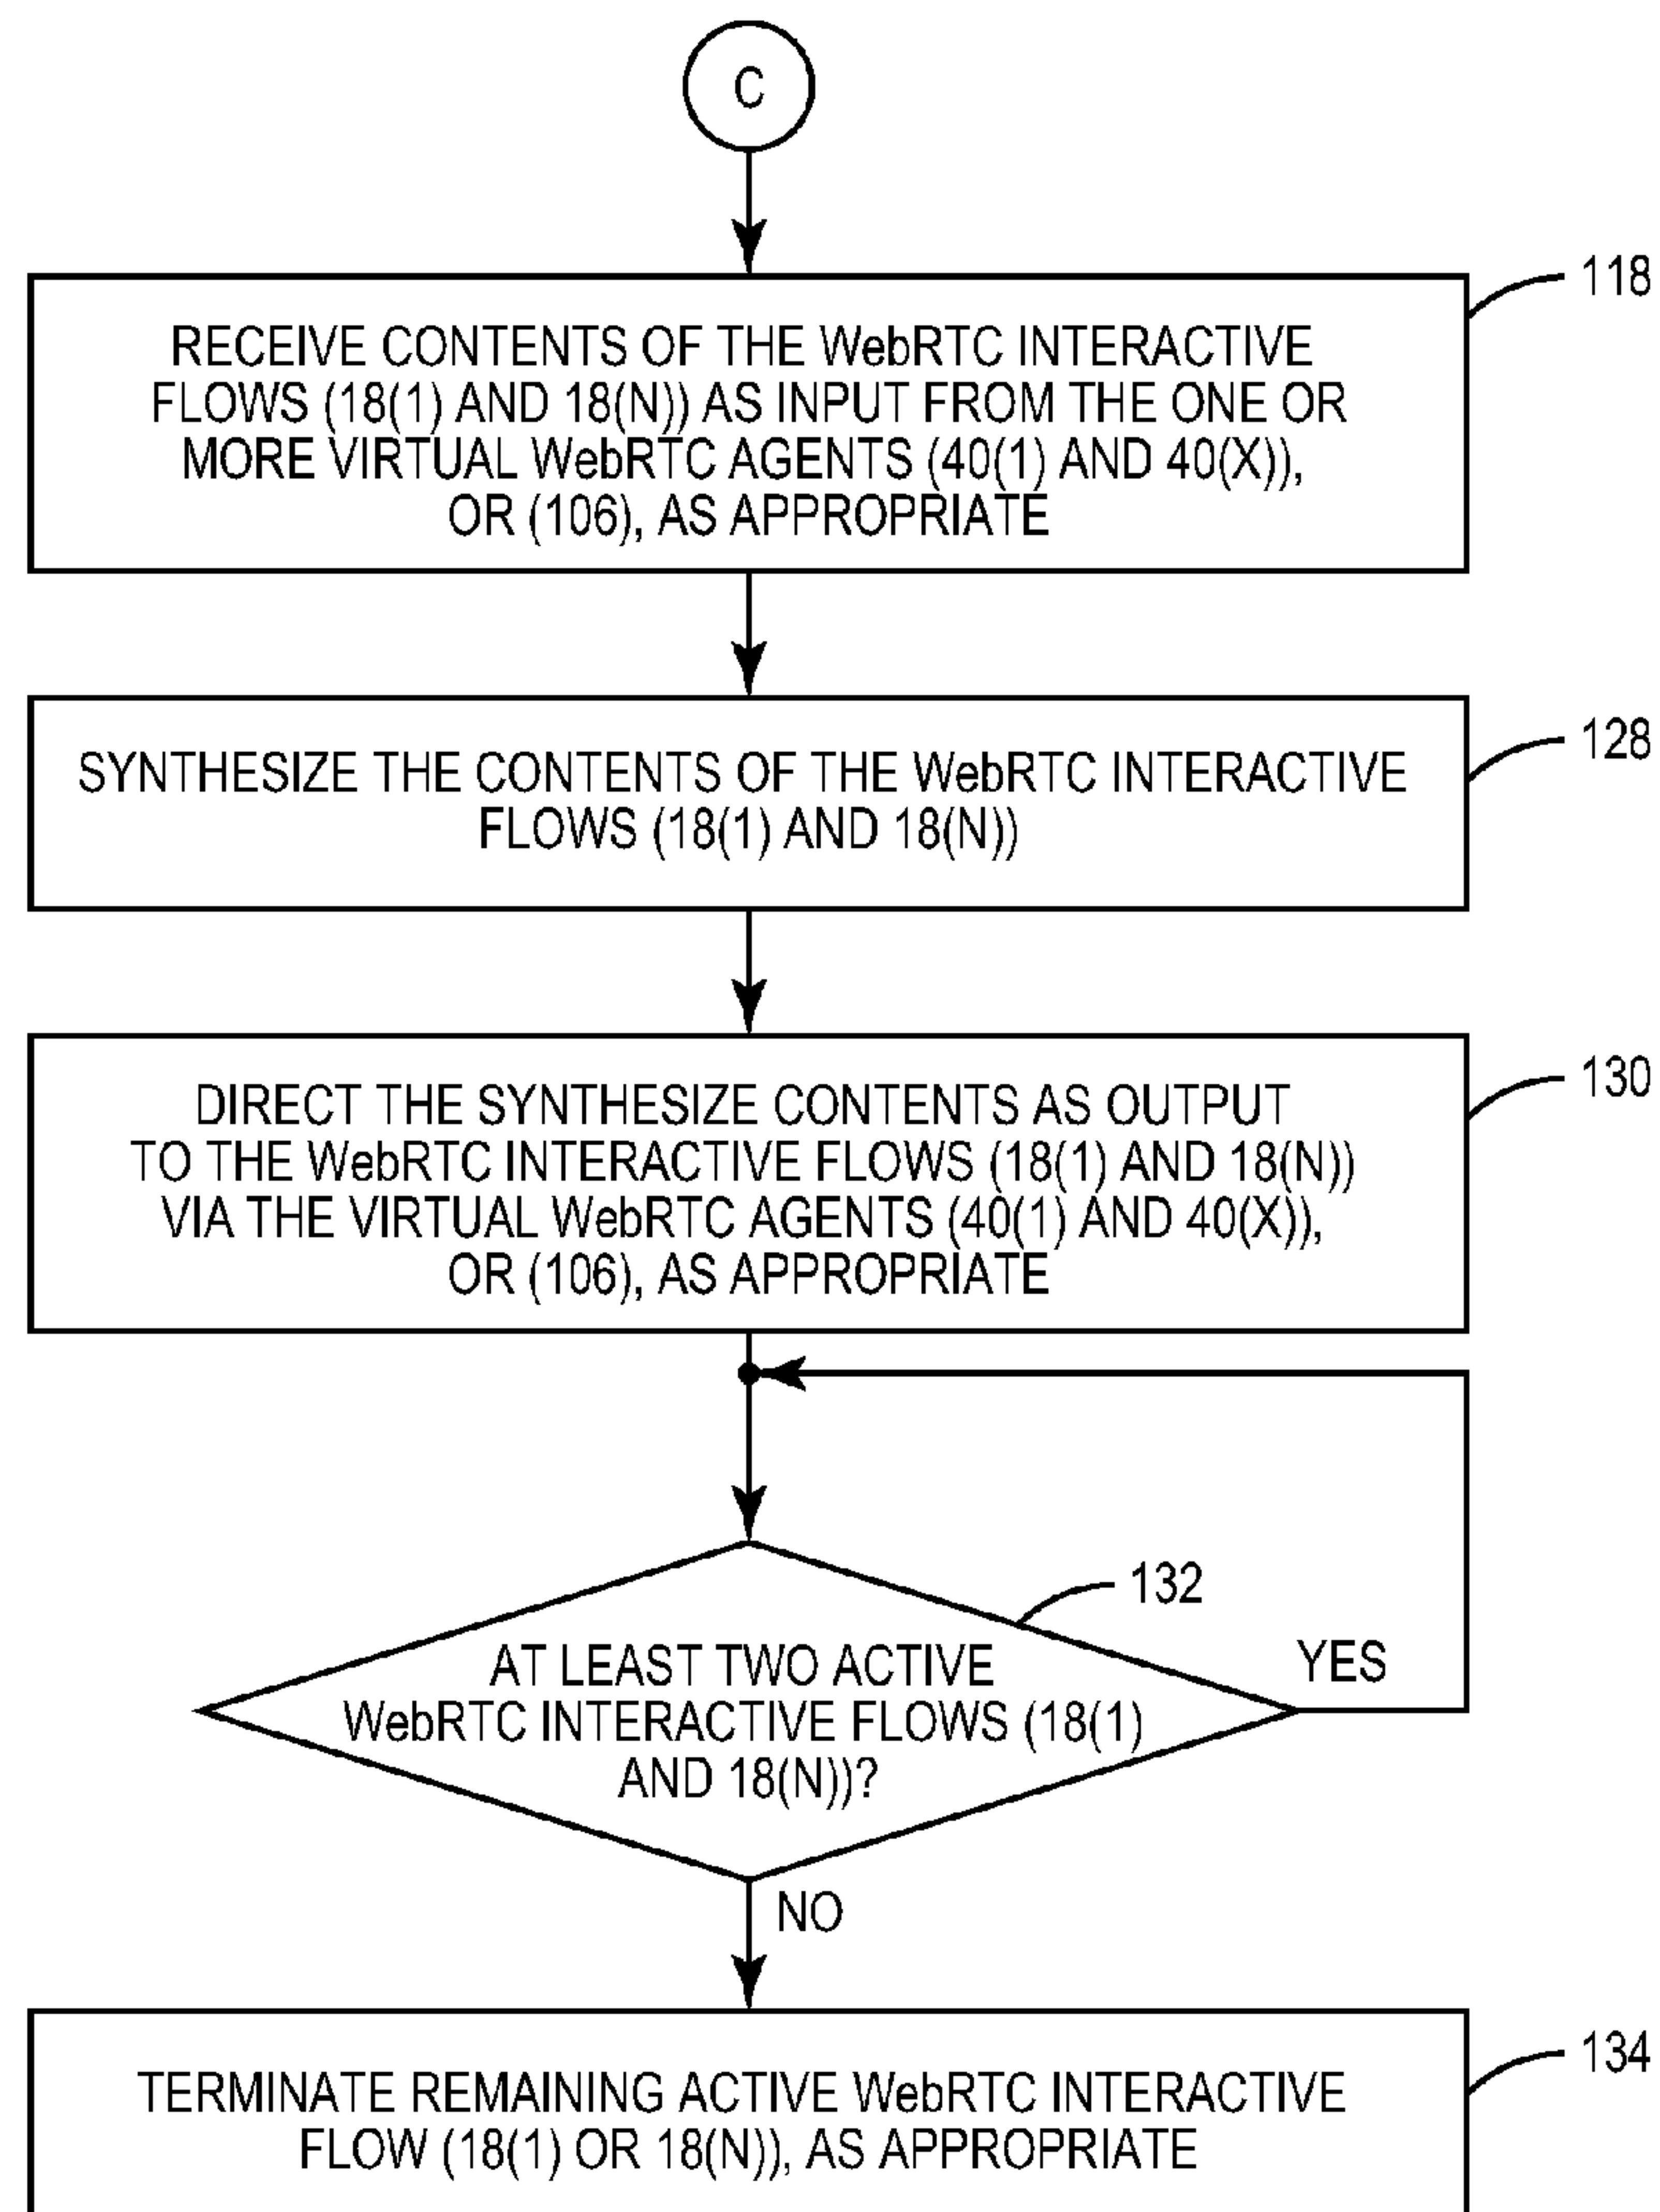 C
118
RECEIVE CONTENTS OF THE WebRTC INTERACTIVE
FLOWS (18(1) AND 18(N)) AS INPUT FROM THE ONE OR
MORE VIRTUAL WebRTC AGENTS (40(1) AND 40(X)),
OR (106), AS APPROPRIATE
128
SYNTHESIZE THE CONTENTS OF THE WebRTC INTERACTIVE
FLOWS (18(1) AND 18(N))
130
DIRECT THE SYNTHESIZE CONTENTS AS OUTPUT
TO THE WebRTC INTERACTIVE FLOWS (18(1) AND 18(N))
VIA THE VIRTUAL WebRTC AGENTS (40(1) AND 40(X)),
OR (106), AS APPROPRIATE
132
YES
AT LEAST TWO ACTIVE
WebRTC INTERACTIVE FLOWS (18(1)
AND 18(N))?
NO
134
TERMINATE REMAINING ACTIVE WebRTC INTERACTIVE
FLOW (18(1) OR 18(N)), AS APPROPRIATE